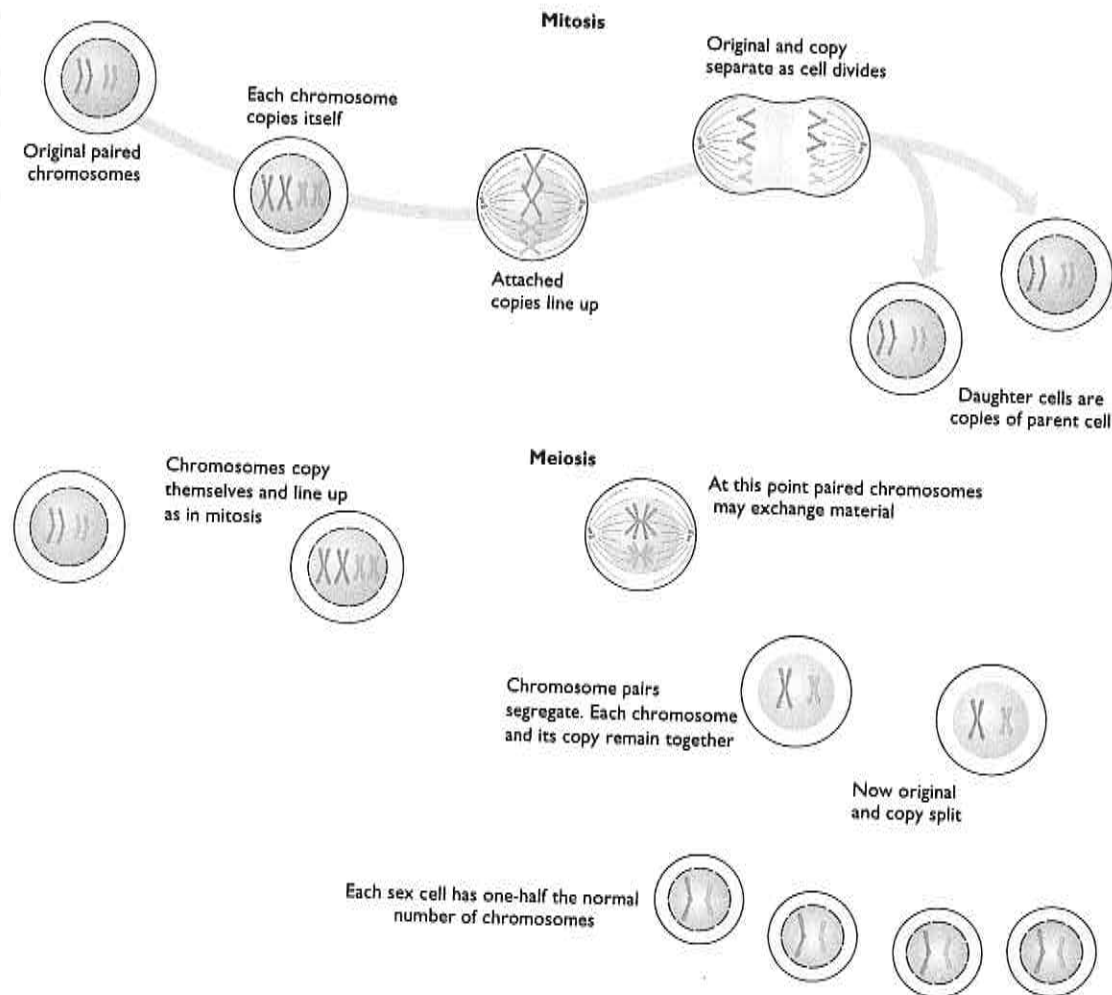 Mitosis
Original paired
chromosomes
Each chromosome
copies itself
Attached
copies line up
Original and copy
separate as cell divides
Daughter cells are
copies of parent cell
Meiosis
Chromosomes copy
themselves and line up
as in mitosis
At this point paired chromosomes
may exchange material
Chromosome pairs
segregate. Each chromosome
and its copy remain together
Now original
and copy split
Each sex cell has one-half the normal
number of chromosomes